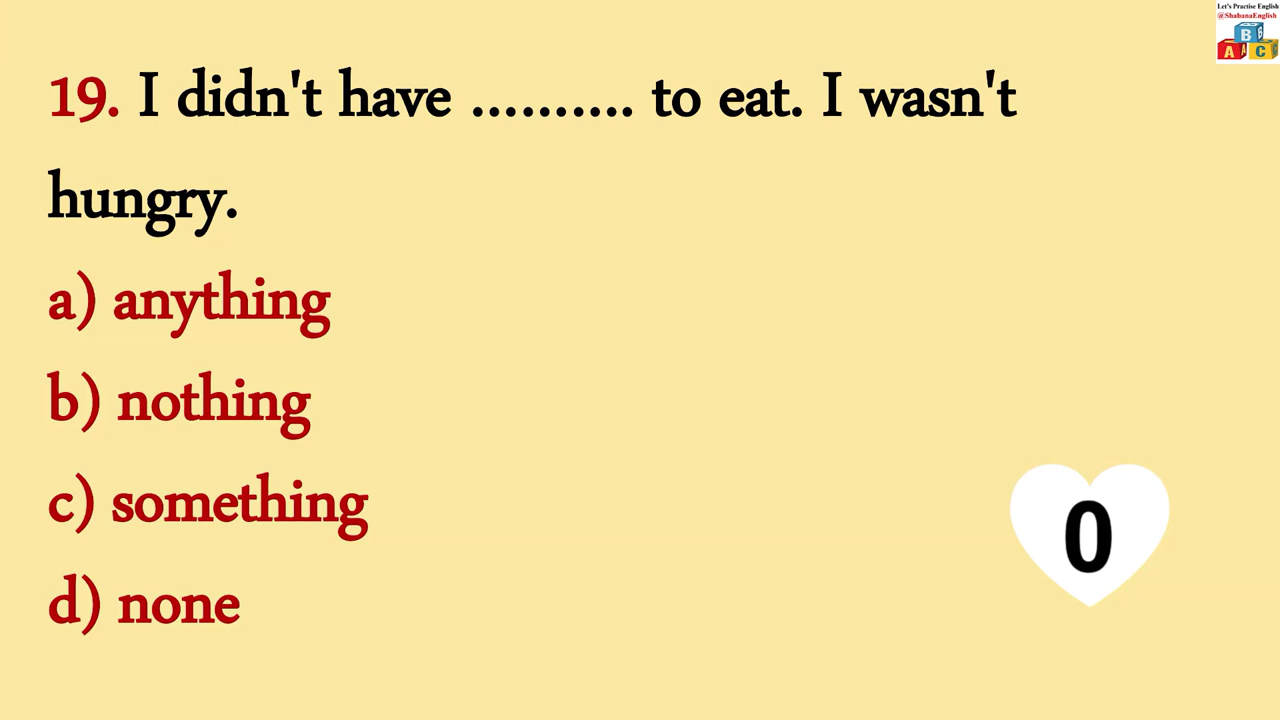 Let's Practise English
@ShabanaEnglish
B
A C
19. I didn't have .......... to eat. I wasn't
hungry.
a) anything
b) nothing
c) something
d) none
0